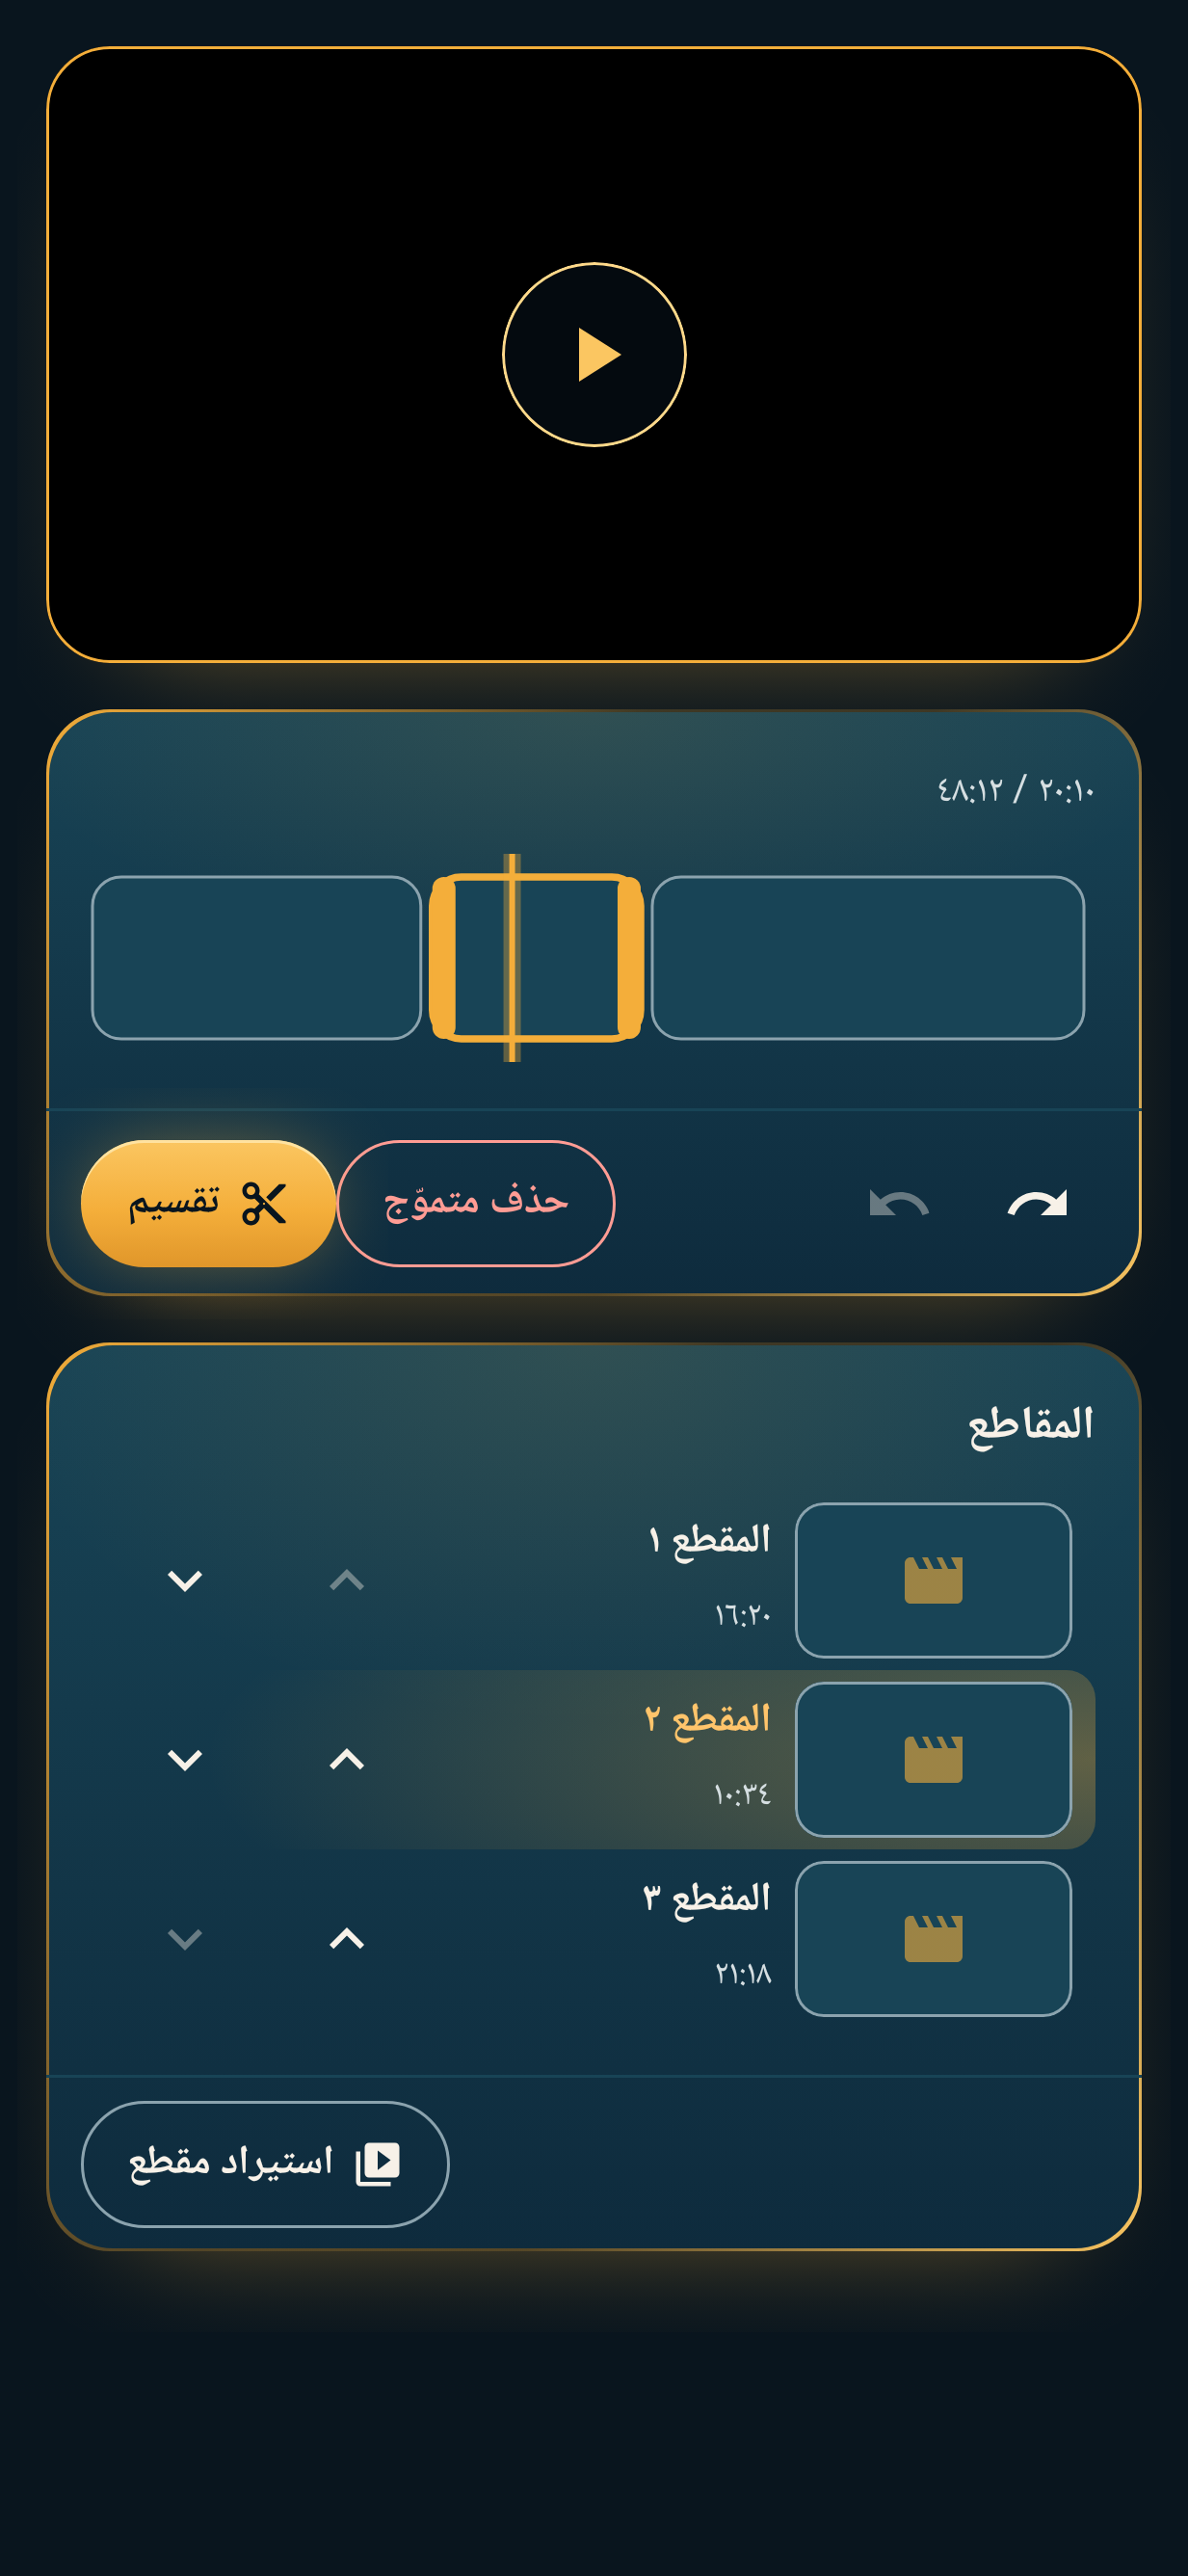 ٢٠:١٠ / ٤٨:١٢
حذف متموّج
تقسيم
المقاطع
المقطع ١
١٦:٢٠
المقطع ٢
١٠:٣٤
المقطع ٣
٢١:١٨
استيراد مقطع